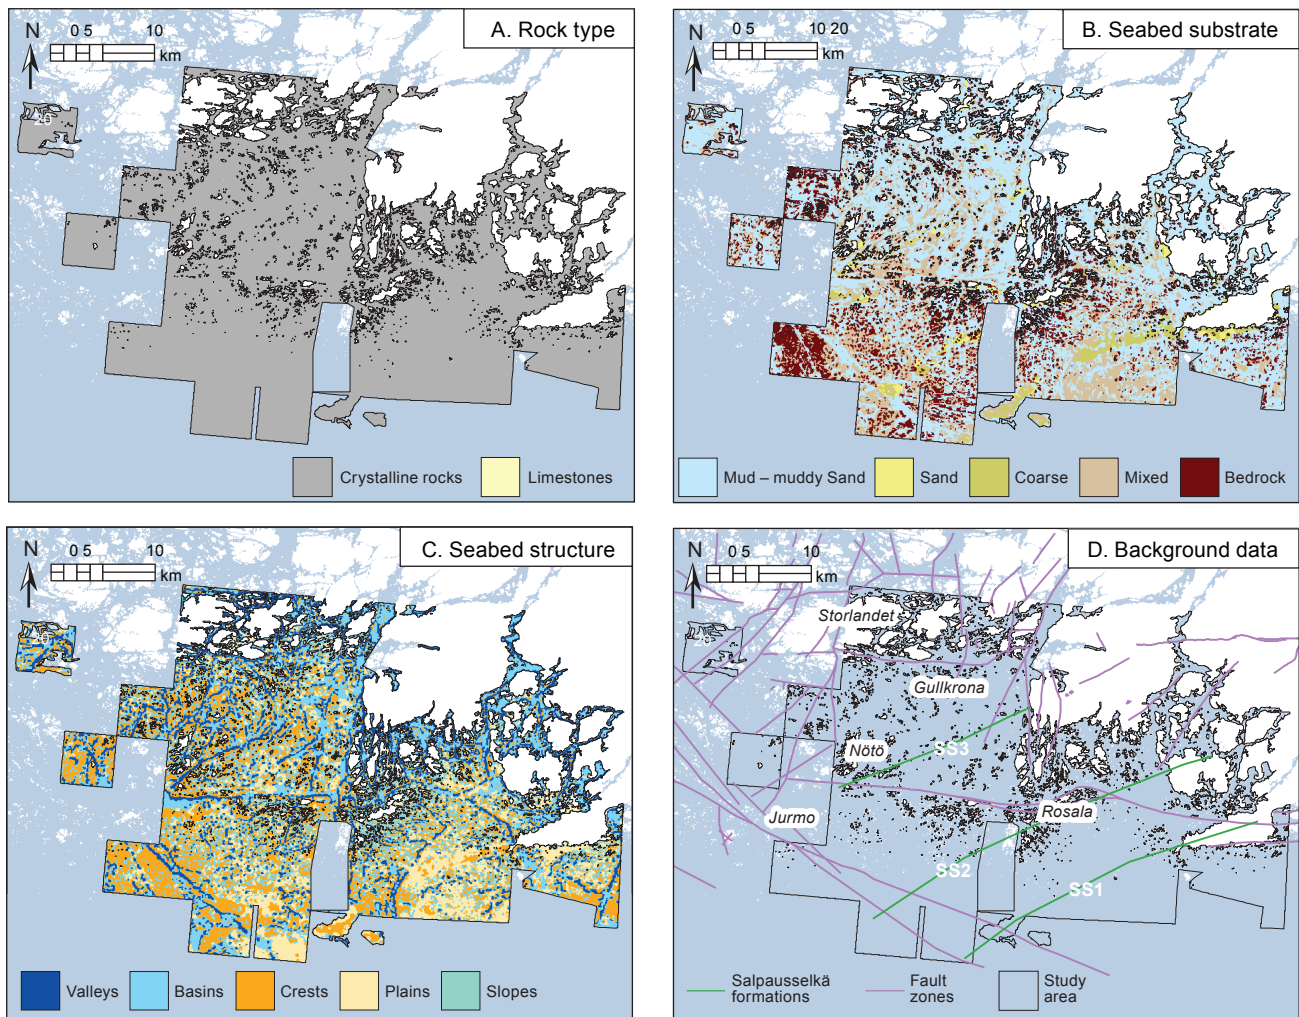 A. Rock type
N
0 5 10
km
20
Crystalline rocks
Limestones
B. Seabed substrate
N
0 5 10 20
km
Mud – muddy Sand
Sand
Coarse
Mixed
Bedrock
C. Seabed structure
N
0 5 10
km
Valleys
Basins
Crests
Plains
Slopes
D. Background data
N
0 5 10
km
Storlandet
Gullkrona
Nötö
SS3
Jurmo
Rosala
SS2
SS1
Salpausselkä
formations
Fault
zones
Study
area